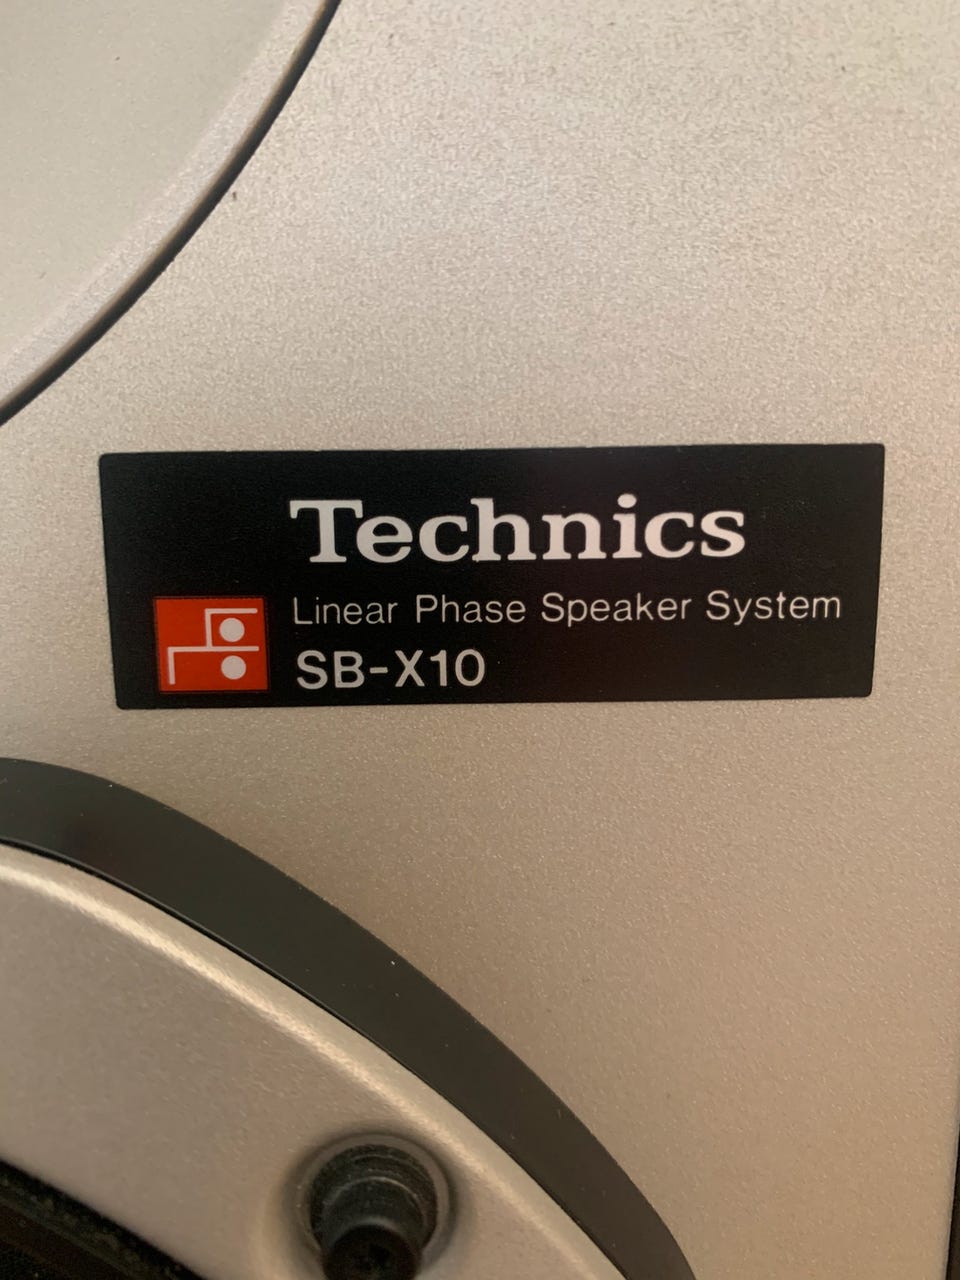 Technics
Linear Phase Speaker System
SB-X10